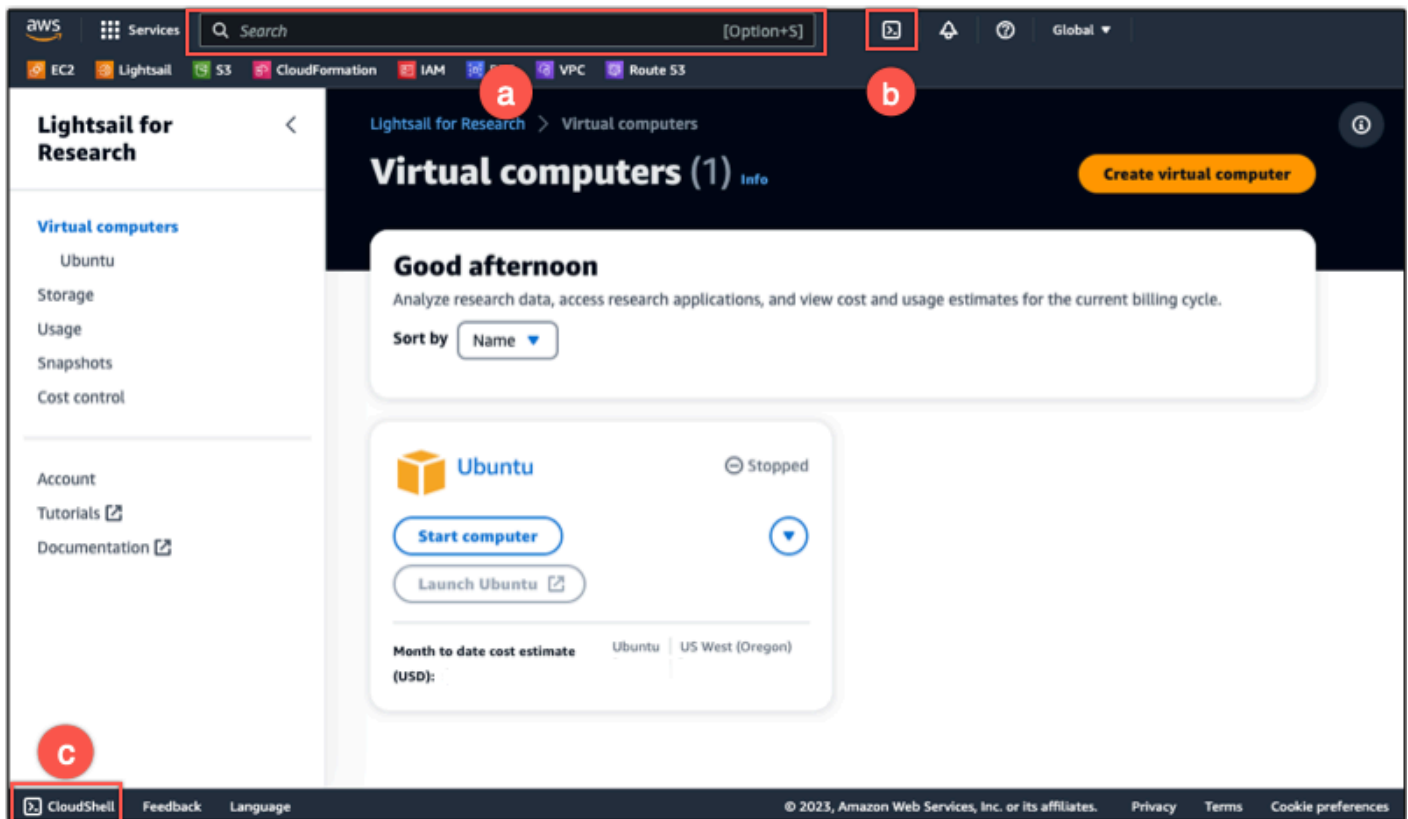 aws Services Search [Option+S] Global
EC2 Lightsail S3 CloudFormation IAM VPC Route 53
a
b
Lightsail for
Research
Lightsail for Research > Virtual computers
Virtual computers (1) Info
Create virtual computer
Virtual computers
Ubuntu
Storage
Usage
Snapshots
Cost control
Account
Tutorials
Documentation
Good afternoon
Analyze research data, access research applications, and view cost and usage estimates for the current billing cycle.
Sort by Name
Ubuntu Stopped
Start computer
Launch Ubuntu
Month to date cost estimate
(USD):
Ubuntu US West (Oregon)
c
CloudShell Feedback Language © 2023, Amazon Web Services, Inc. or its affiliates. Privacy Terms Cookie preferences